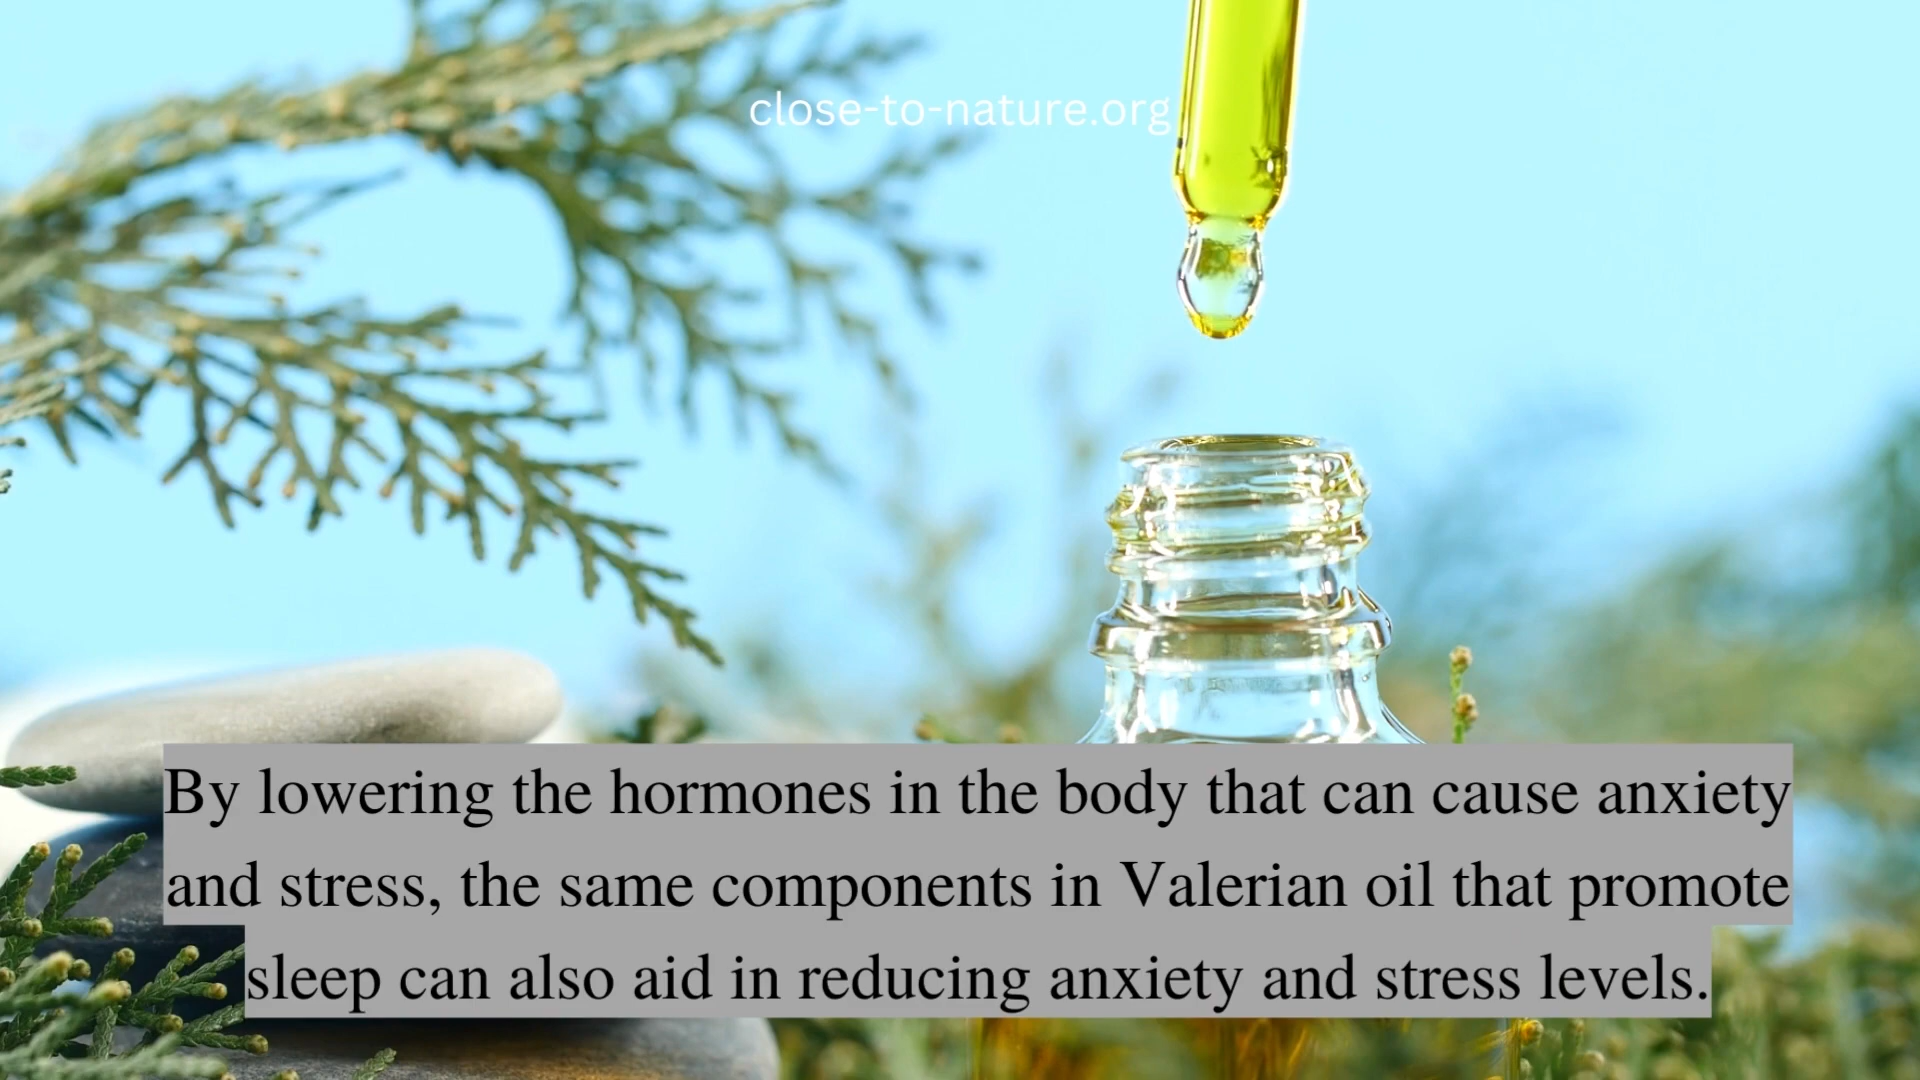 close-to-nature.org
By lowering the hormones in the body that can cause anxiety
and stress, the same components in Valerian oil that promote
sleep can also aid in reducing anxiety and stress levels.